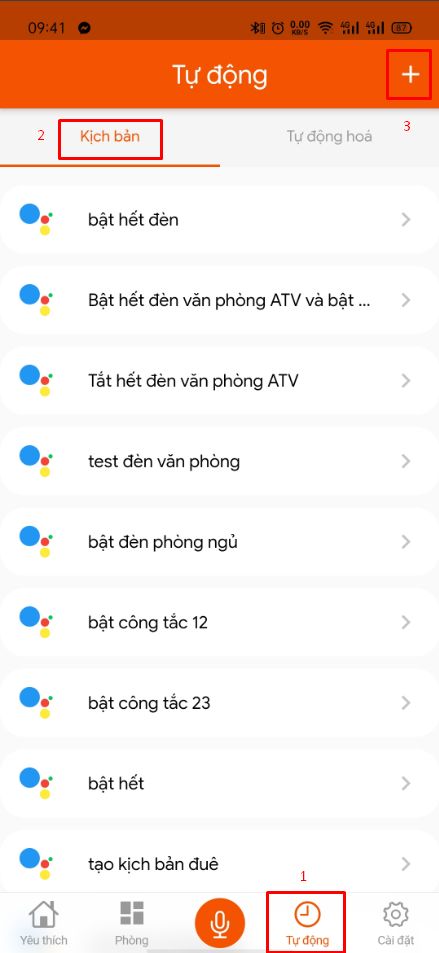 09:41 0.00 KB/S 4G 4G 87
Tự động
3
2 Kịch bản Tự động hoá
bật hết đèn
Bật hết đèn văn phòng ATV và bật ...
Tắt hết đèn văn phòng ATV
test đèn văn phòng
bật đèn phòng ngủ
bật công tắc 12
bật công tắc 23
bật hết
tạo kịch bản đuê
1
Yêu thích Phòng Tự động Cài đặt